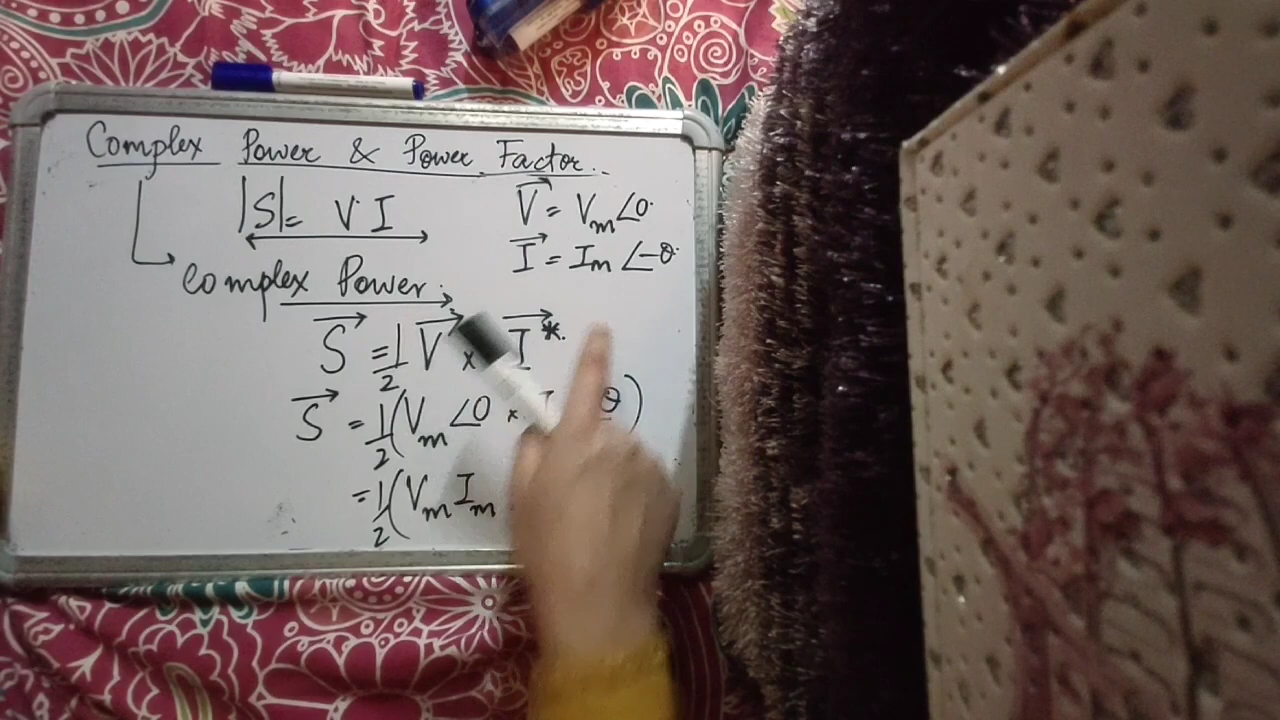 Complex Power & Power Factor.
|S| = V I
V⃗ = Vm∠0°
I⃗ = Im∠-θ°
Complex Power.
S⃗ = 1/2 V⃗ × I⃗*
S⃗ = 1/2 (Vm∠0 × θ)
= 1/2 (Vm Im